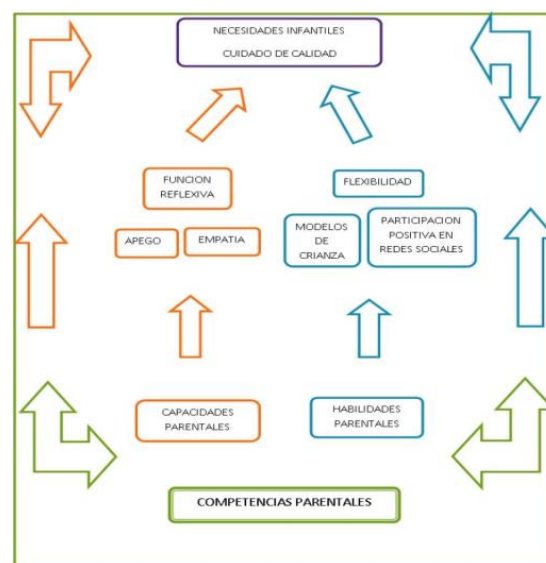 NECESIDADES INFANTILES
CUIDADO DE CALIDAD
FUNCION
REFLEXIVA
FLEXIBILIDAD
APEGO
EMPATIA
MODELOS
DE
CRIANZA
PARTICIPACION
POSITIVA EN
REDES SOCIALES
CAPACIDADES
PARENTALES
HABILIDADES
PARENTALES
COMPETENCIAS PARENTALES